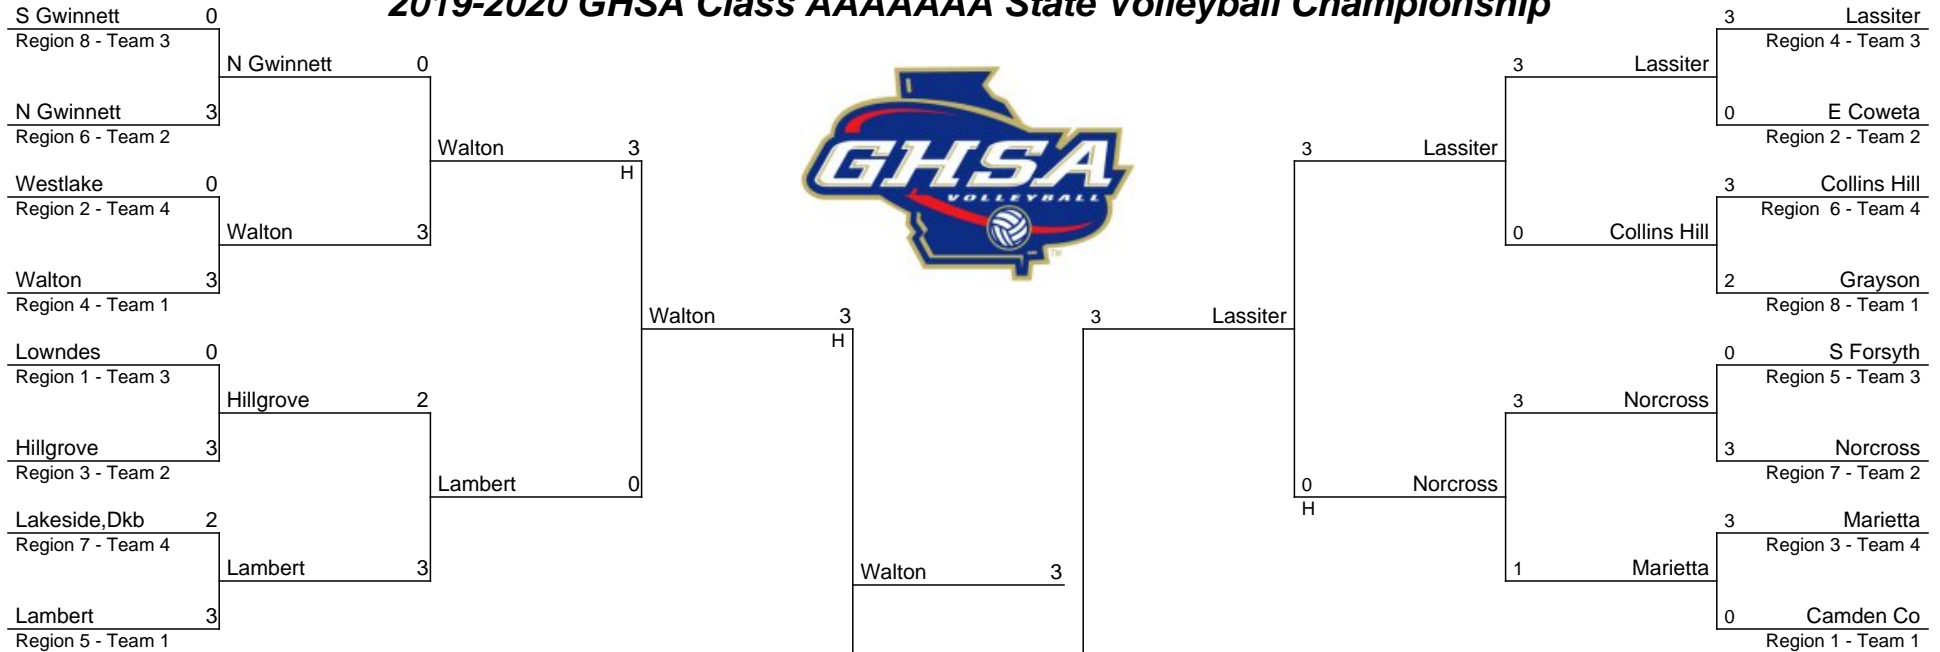 2019-2020 GHSA Class AAAAAAA State Volleyball Championship
S Gwinnett 0
Region 8 - Team 3
N Gwinnett 0
N Gwinnett 3
Region 6 - Team 2
Walton 3
H
Westlake 0
Region 2 - Team 4
Walton 3
Walton 3
Region 4 - Team 1
Walton 3
H
Lowndes 0
Region 1 - Team 3
Hillgrove 2
Hillgrove 3
Region 3 - Team 2
Lambert 0
Lakeside,Dkb 2
Region 7 - Team 4
Lambert 3
Lambert 3
Region 5 - Team 1
Walton 3
GHSA
VOLLEYBALL
TM
3 Lassiter
Region 4 - Team 3
3 Lassiter
0 E Coweta
Region 2 - Team 2
3 Lassiter
3 Collins Hill
Region 6 - Team 4
0 Collins Hill
2 Grayson
Region 8 - Team 1
3 Lassiter
0 S Forsyth
Region 5 - Team 3
3 Norcross
3 Norcross
Region 7 - Team 2
0 Norcross
H
3 Marietta
Region 3 - Team 4
1 Marietta
0 Camden Co
Region 1 - Team 1